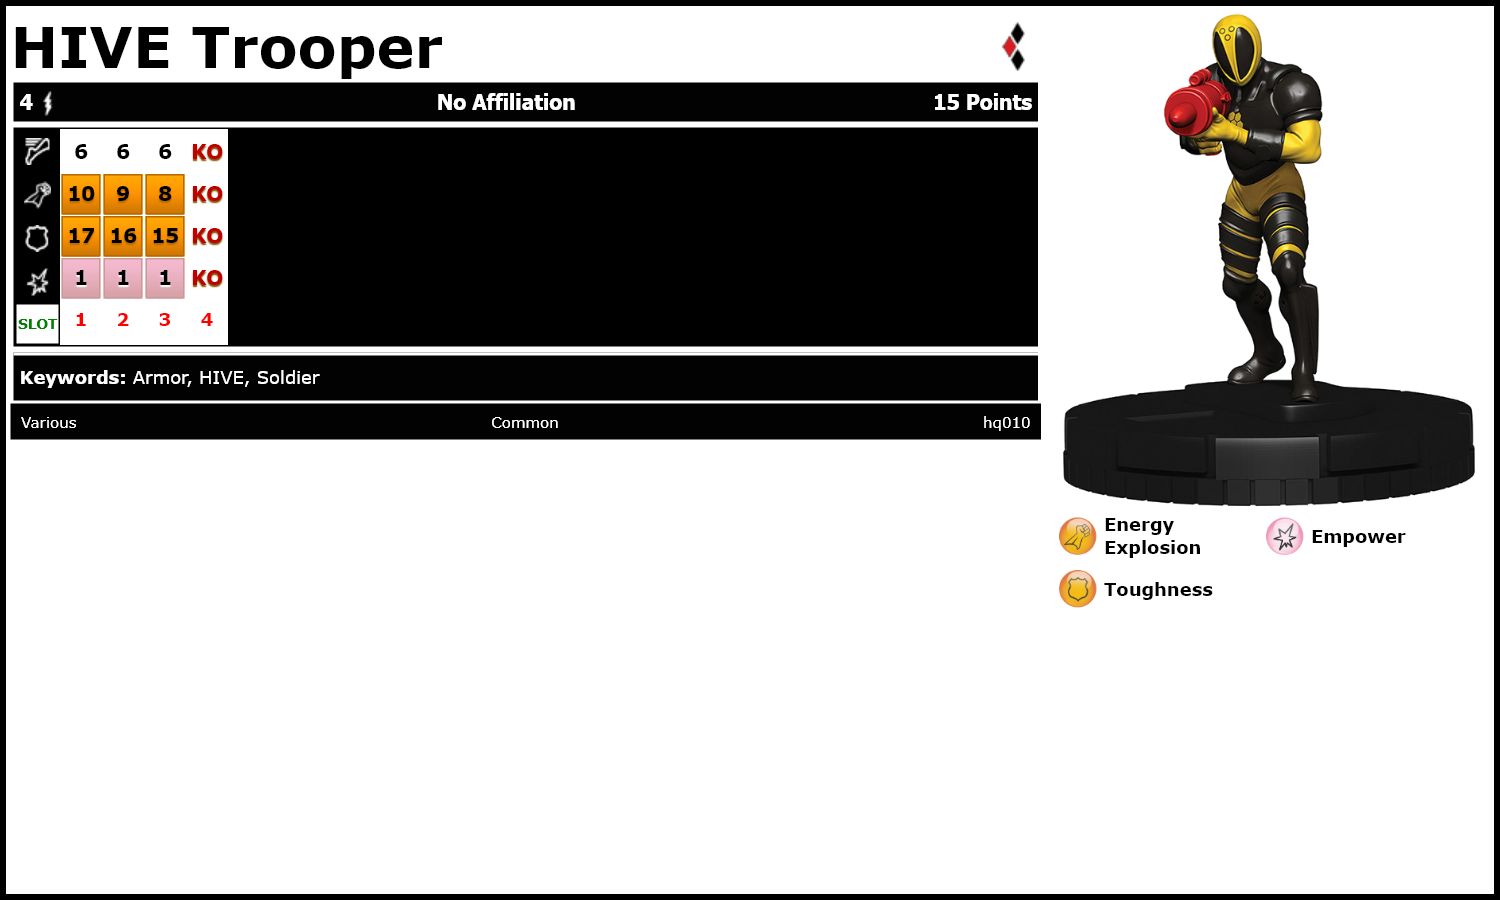 HIVE Trooper
4 No Affiliation 15 Points
6 6 6 KO
10 9 8 KO
17 16 15 KO
1 1 1 KO
SLOT 1 2 3 4
Keywords: Armor, HIVE, Soldier
Various Common hq010
Energy
Explosion
Empower
Toughness